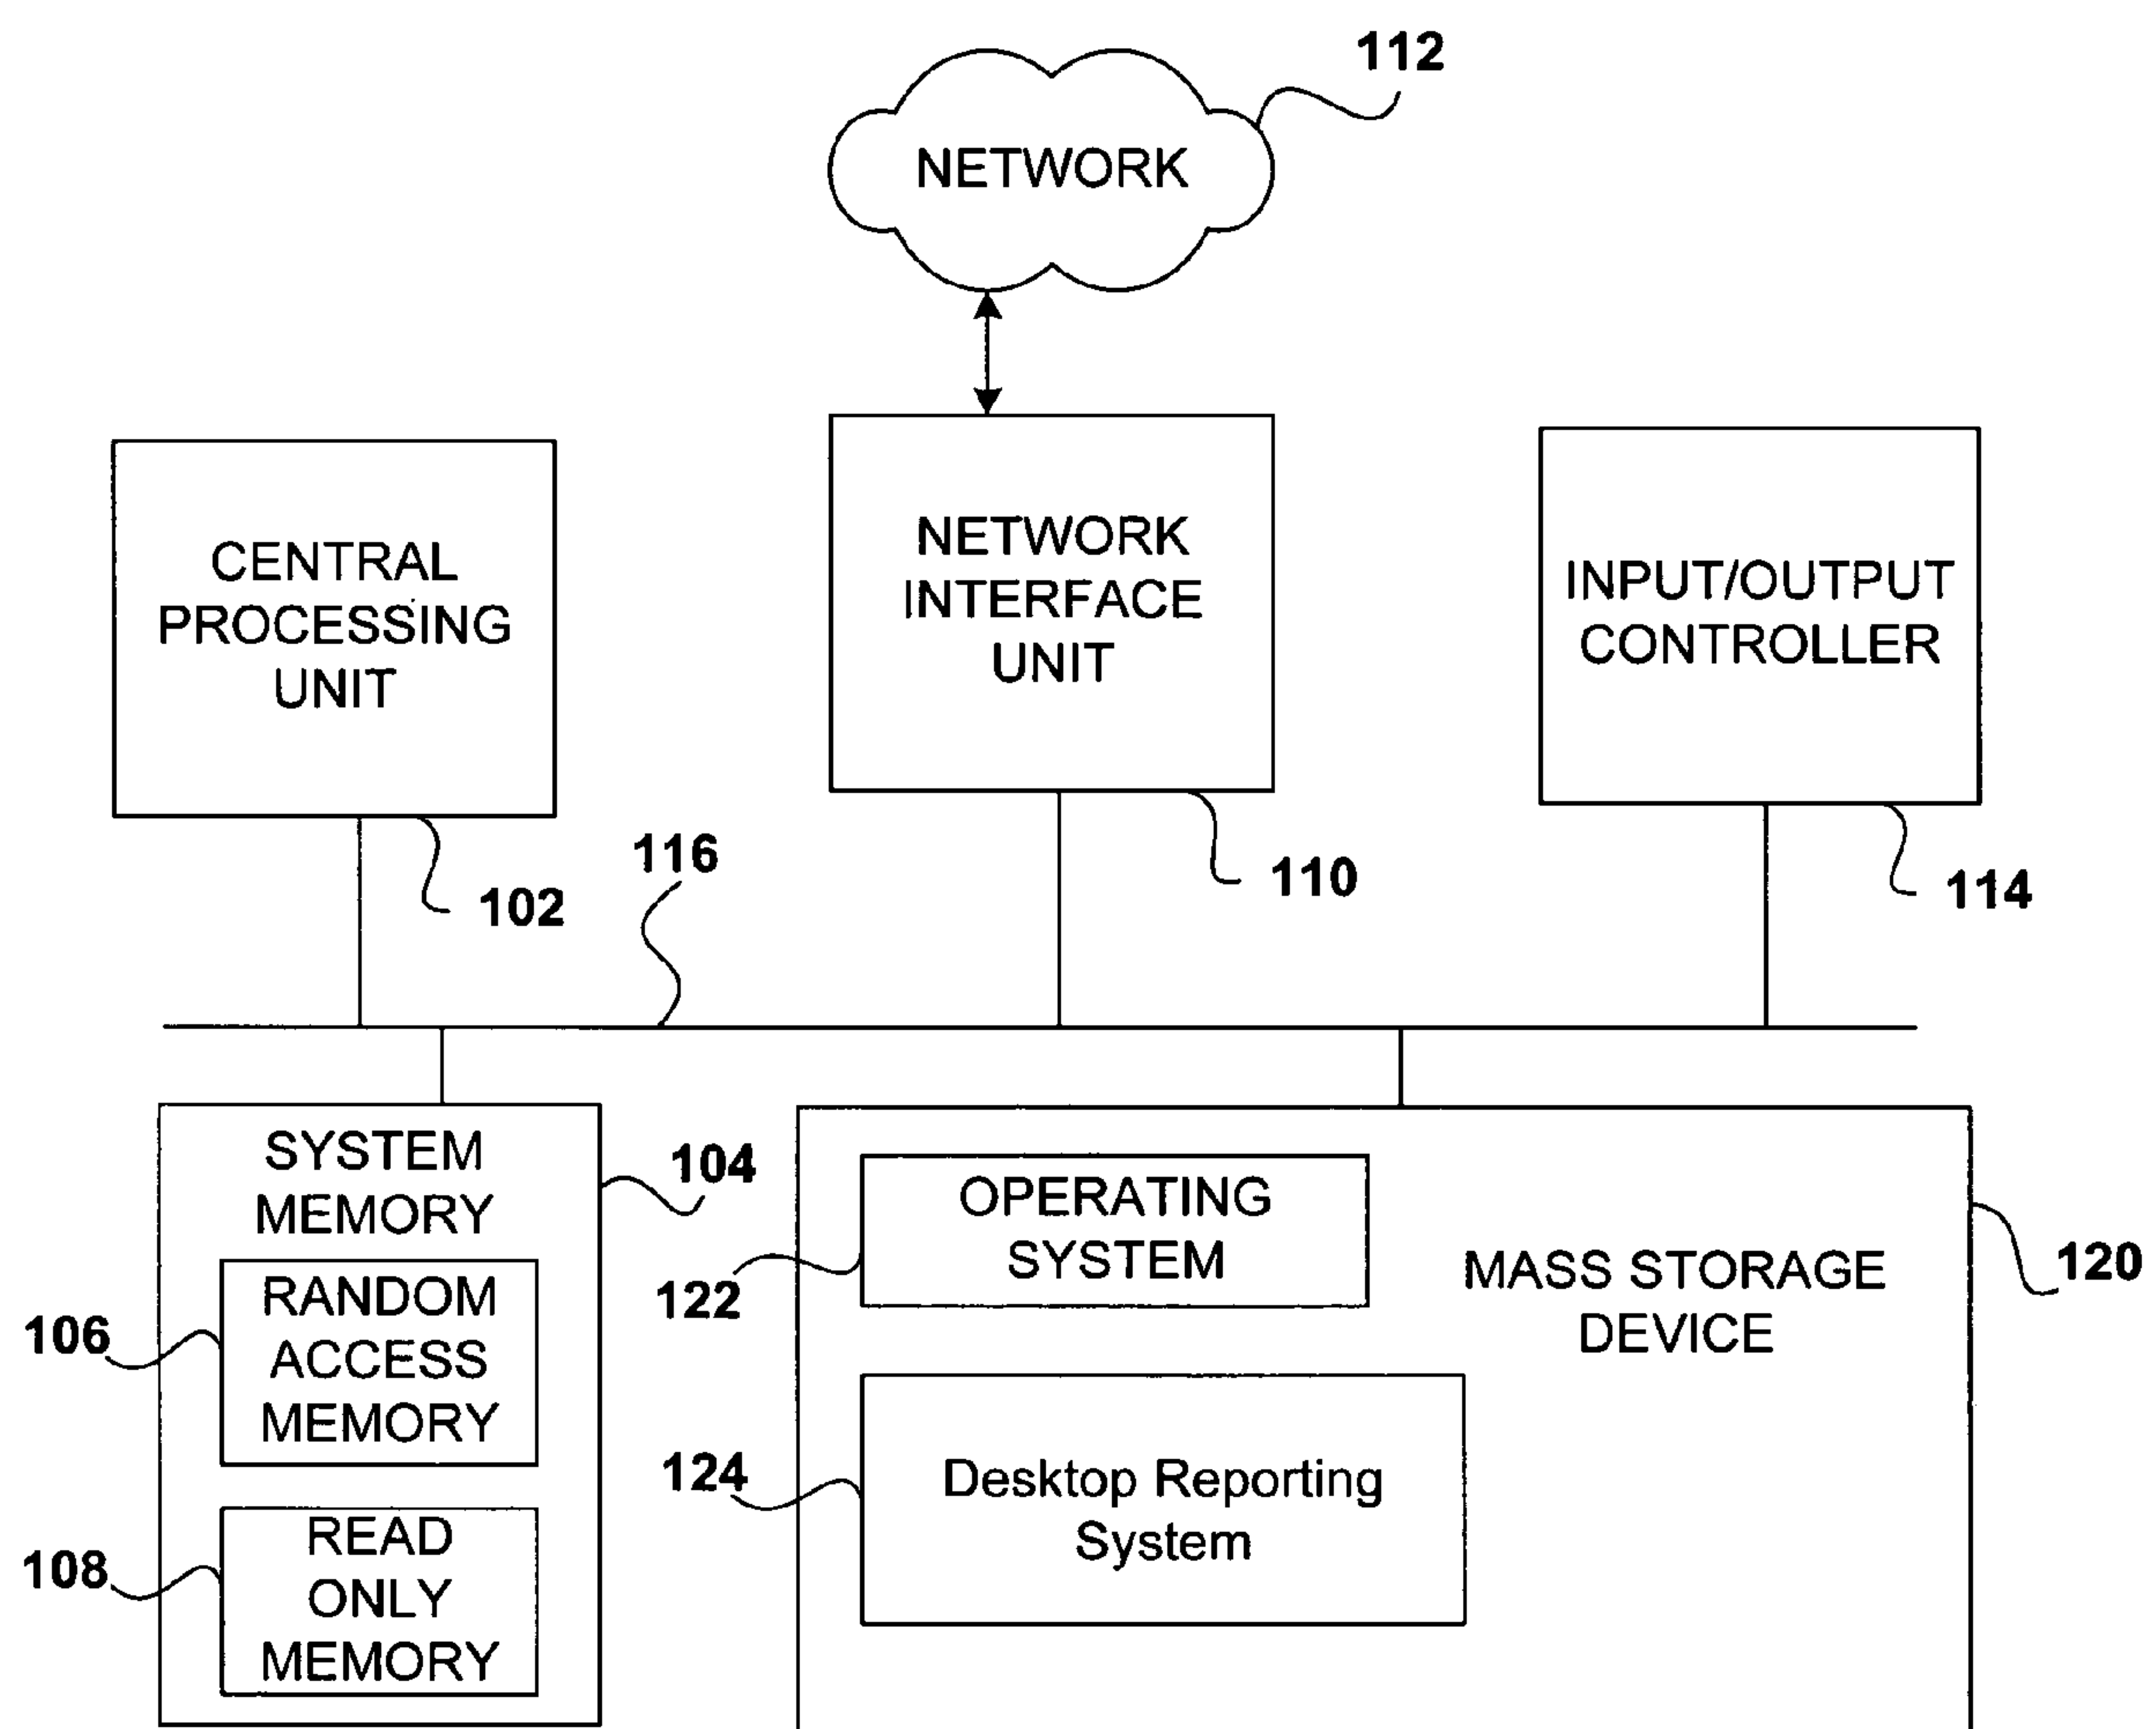 112
NETWORK
CENTRAL
PROCESSING
UNIT
NETWORK
INTERFACE
UNIT
INPUT/OUTPUT
CONTROLLER
102
116
110
114
SYSTEM
MEMORY
104
RANDOM
ACCESS
MEMORY
106
READ
ONLY
MEMORY
108
OPERATING
SYSTEM
122
MASS STORAGE
DEVICE
120
Desktop Reporting
System
124